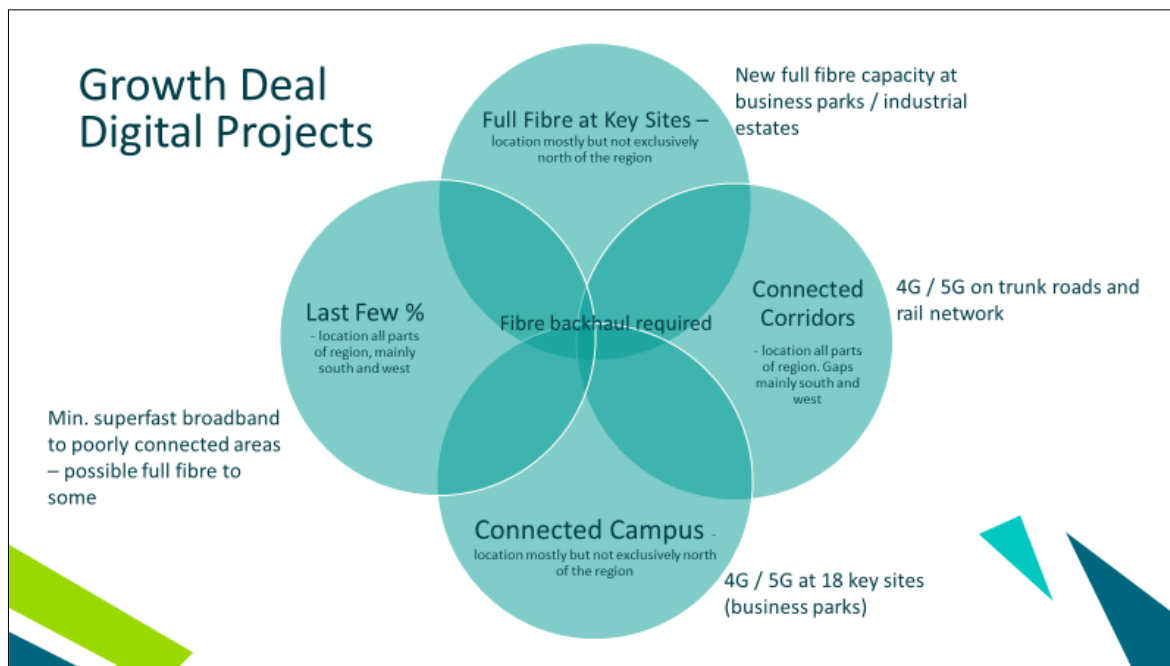 Growth Deal
Digital Projects
Full Fibre at Key Sites –
location mostly but not exclusively
north of the region
New full fibre capacity at
business parks / industrial
estates
Last Few %
- location all parts
of region, mainly
south and west
Fibre backhaul required
Connected
Corridors
- location all parts
of region. Gaps
mainly south and
west
4G / 5G on trunk roads and
rail network
Min. superfast broadband
to poorly connected areas
– possible full fibre to
some
Connected Campus -
location mostly but not exclusively north
of the region
4G / 5G at 18 key sites
(business parks)